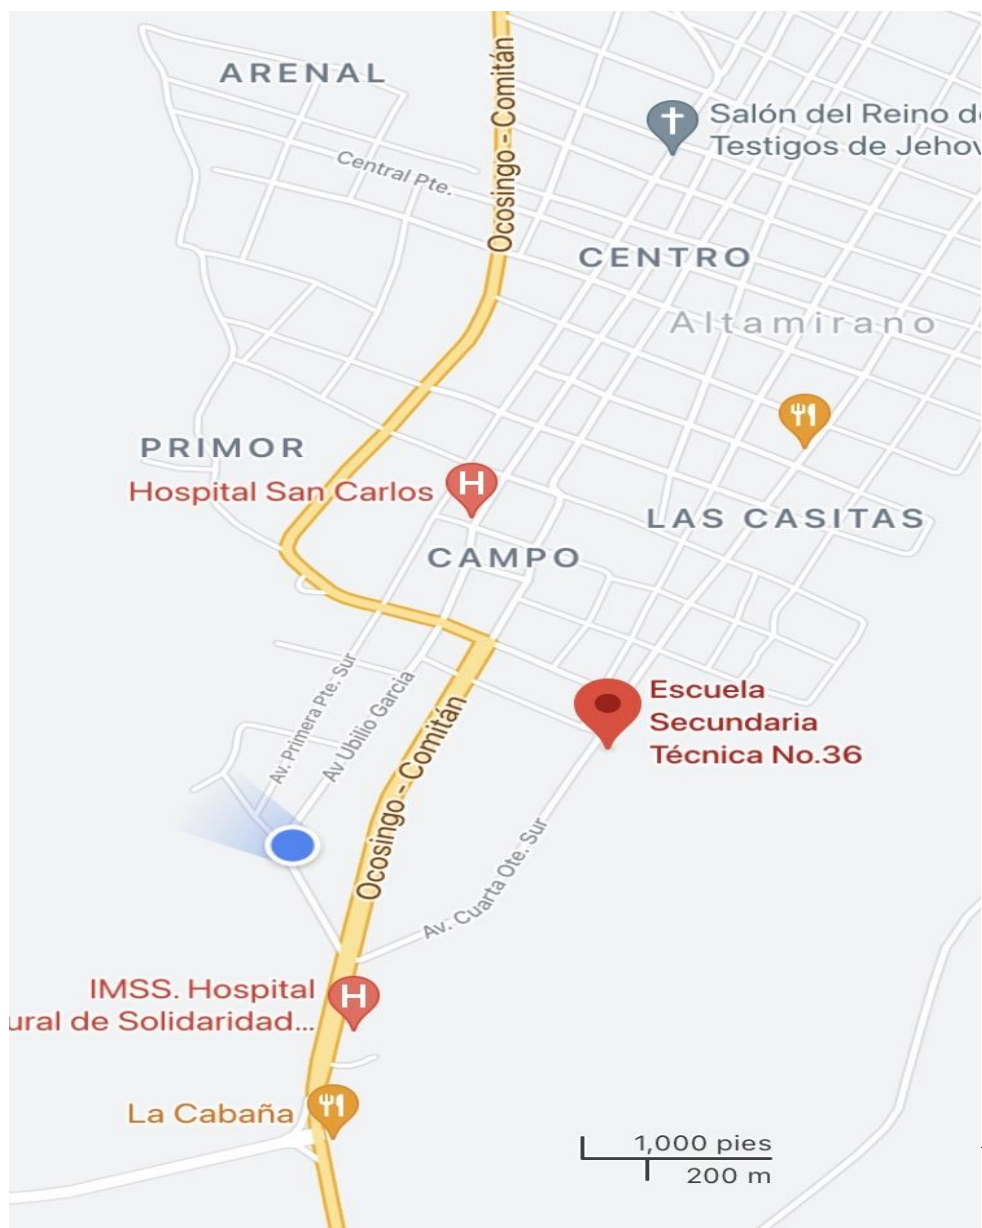 ARENAL
Ocosingo - Comitán
Salón del Reino de
Testigos de Jehov
Central Pte.
CENTRO
Altamirano
PRIMOR
Hospital San Carlos
H
LAS CASITAS
CAMPO
Av. Primera Pte. Sur
Av Ubilio Garcia
Ocosingo - Comitán
Escuela
Secundaria
Técnica No.36
Av. Cuarta Ote. Sur
IMSS. Hospital
ural de Solidaridad...
H
La Cabaña
1,000 pies
200 m